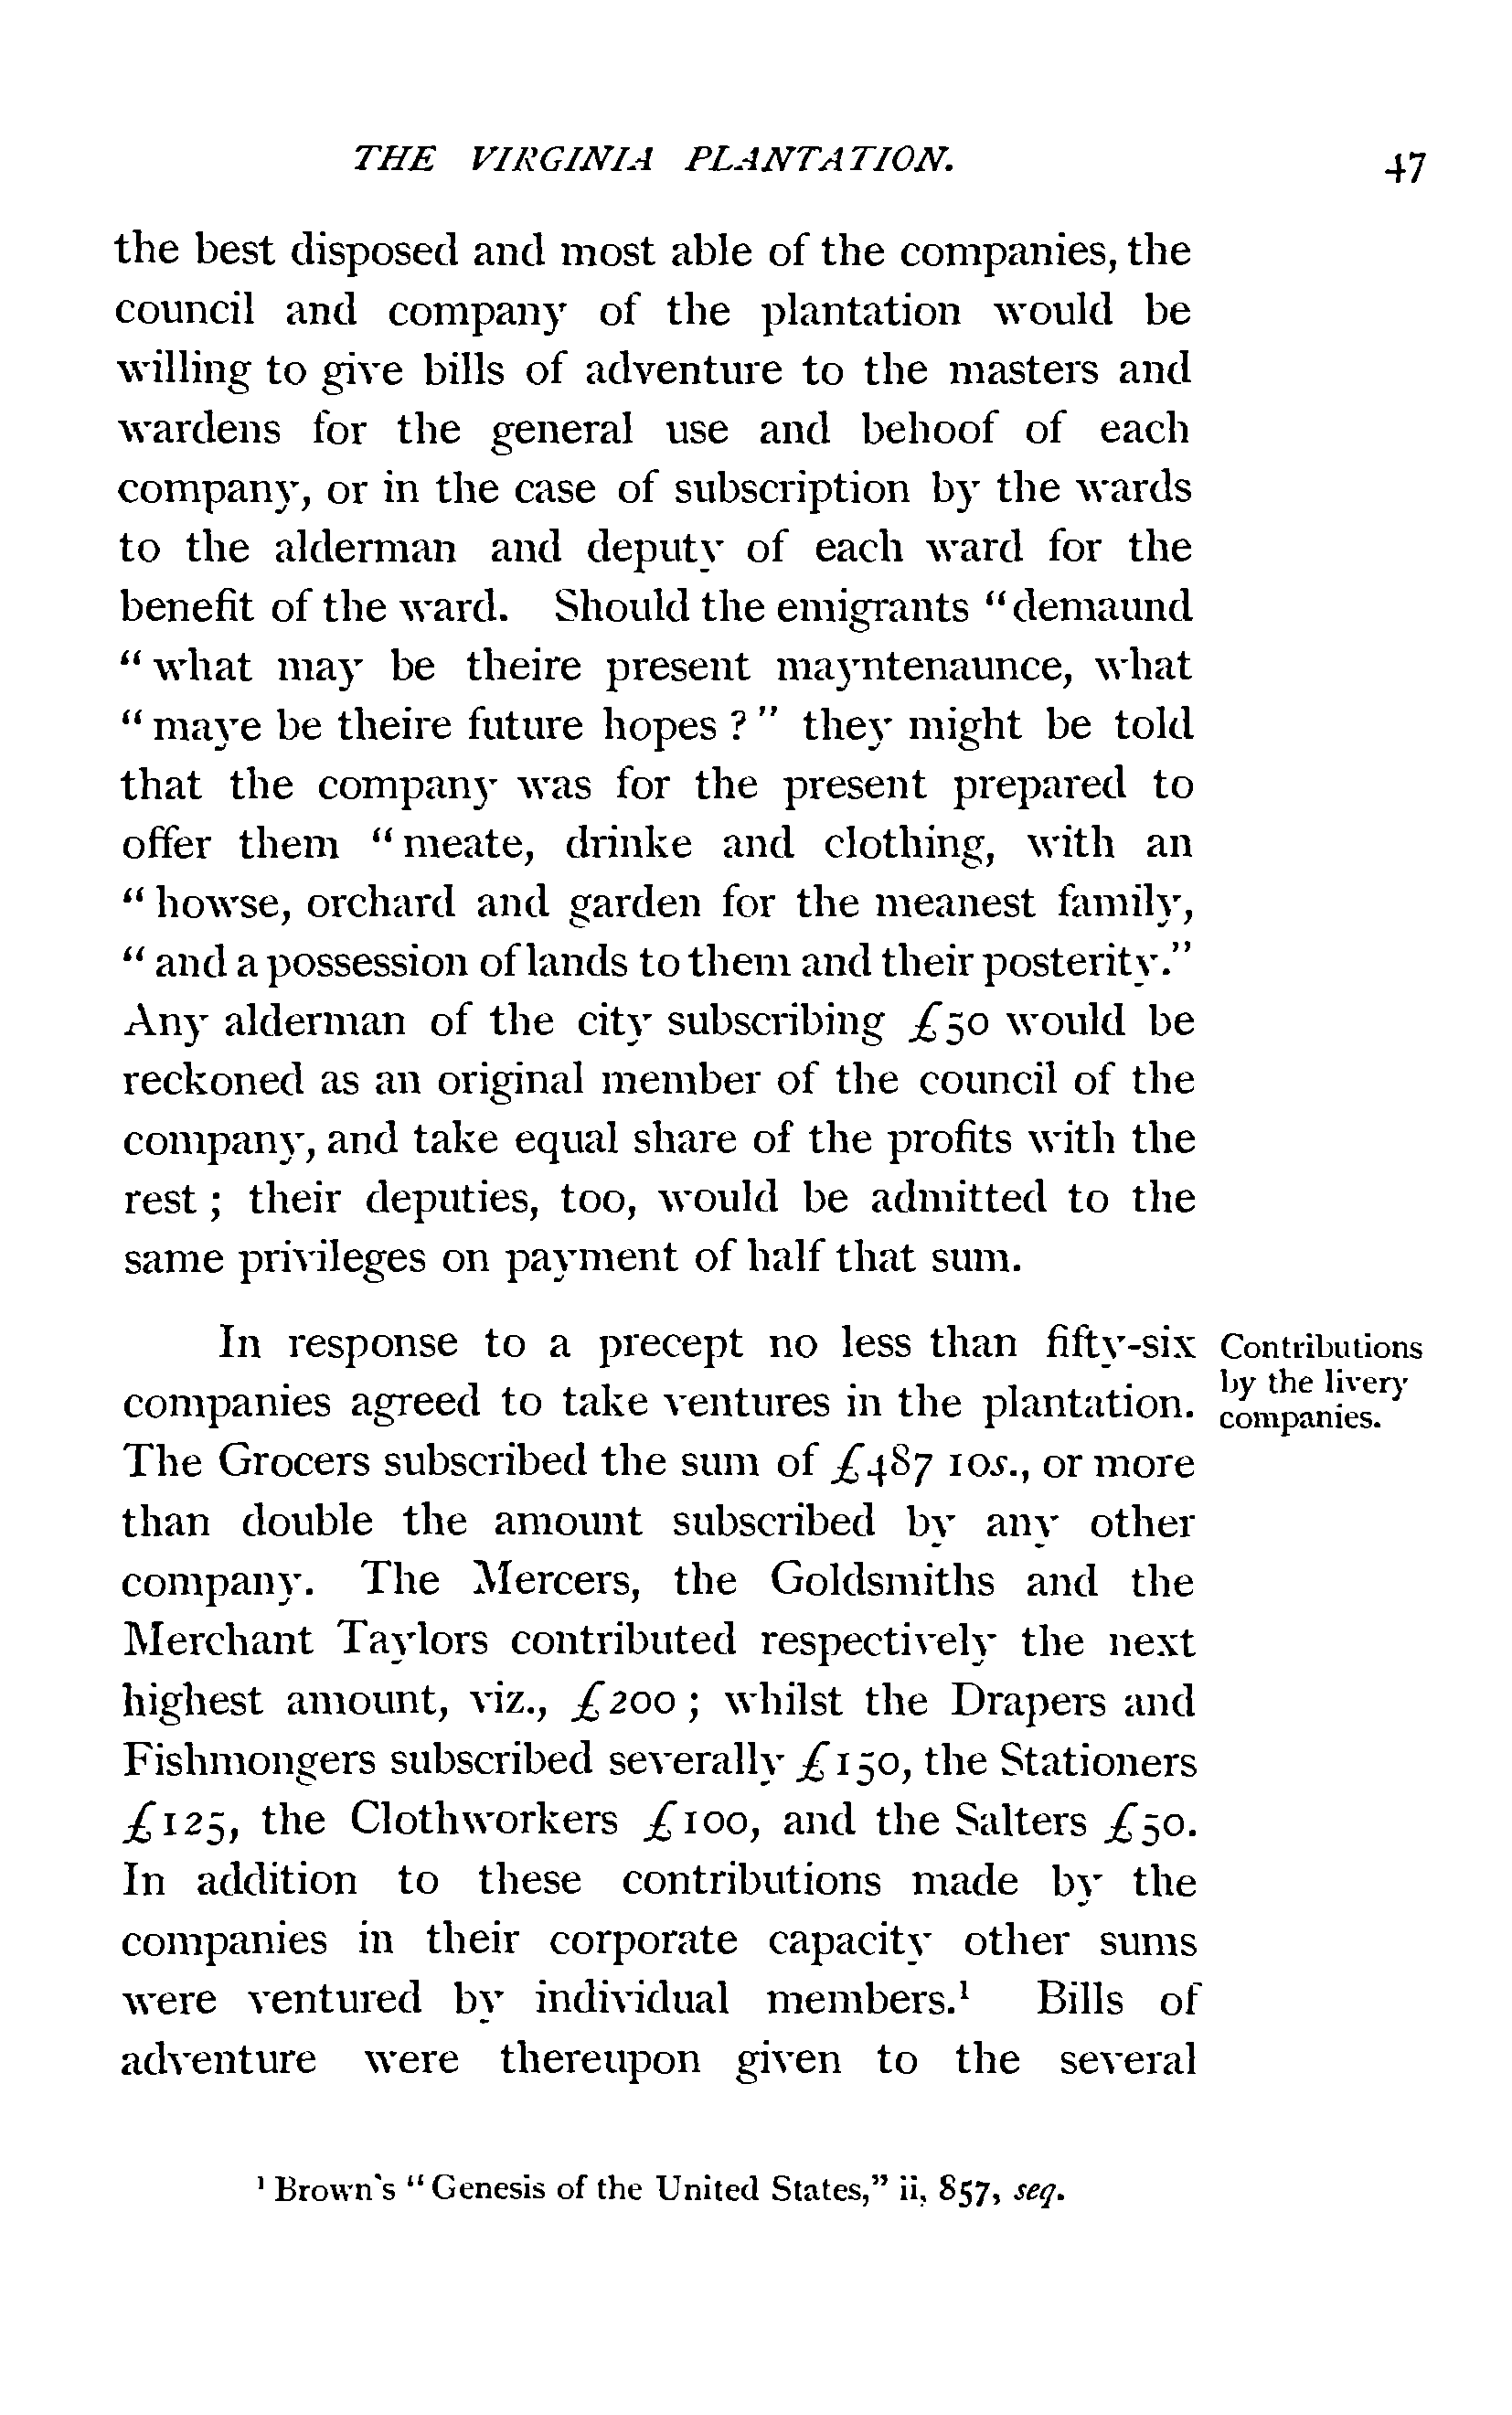 THE VIRGINIA PLANTATION. 47
the best disposed and most able of the companies, the
council and company of the plantation would be
willing to give bills of adventure to the masters and
wardens for the general use and behoof of each
company, or in the case of subscription by the wards
to the alderman and deputy of each ward for the
benefit of the ward. Should the emigrants “demaund
“what may be theire present mayntenaunce, what
“maye be theire future hopes?” they might be told
that the company was for the present prepared to
offer them “meate, drinke and clothing, with an
“howse, orchard and garden for the meanest family,
“and a possession of lands to them and their posterity.”
Any alderman of the city subscribing £50 would be
reckoned as an original member of the council of the
company, and take equal share of the profits with the
rest; their deputies, too, would be admitted to the
same privileges on payment of half that sum.
In response to a precept no less than fifty-six
companies agreed to take ventures in the plantation.
The Grocers subscribed the sum of £487 10s., or more
than double the amount subscribed by any other
company. The Mercers, the Goldsmiths and the
Merchant Taylors contributed respectively the next
highest amount, viz., £200; whilst the Drapers and
Fishmongers subscribed severally £150, the Stationers
£125, the Clothworkers £100, and the Salters £50.
In addition to these contributions made by the
companies in their corporate capacity other sums
were ventured by individual members.¹ Bills of
adventure were thereupon given to the several
Contributions
by the livery
companies.
¹ Brown's “Genesis of the United States,” ii, 857, seq.